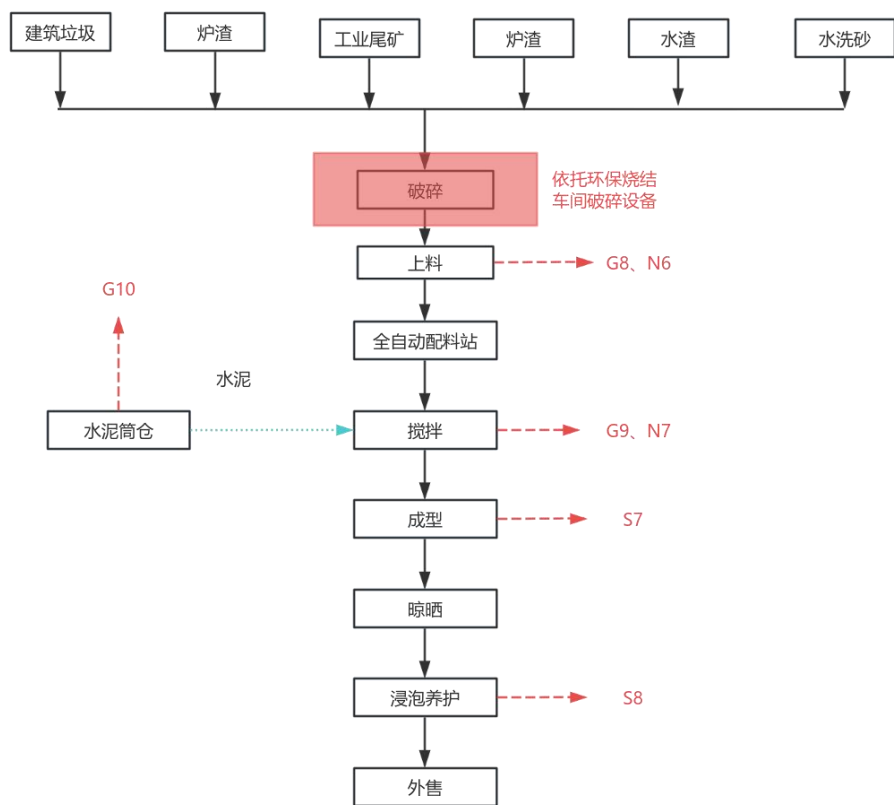 建筑垃圾
炉渣
工业尾矿
炉渣
水渣
水洗砂
破碎
依托环保烧结
车间破碎设备
上料
G8、N6
G10
全自动配料站
水泥
水泥筒仓
搅拌
G9、N7
成型
S7
晾晒
浸泡养护
S8
外售